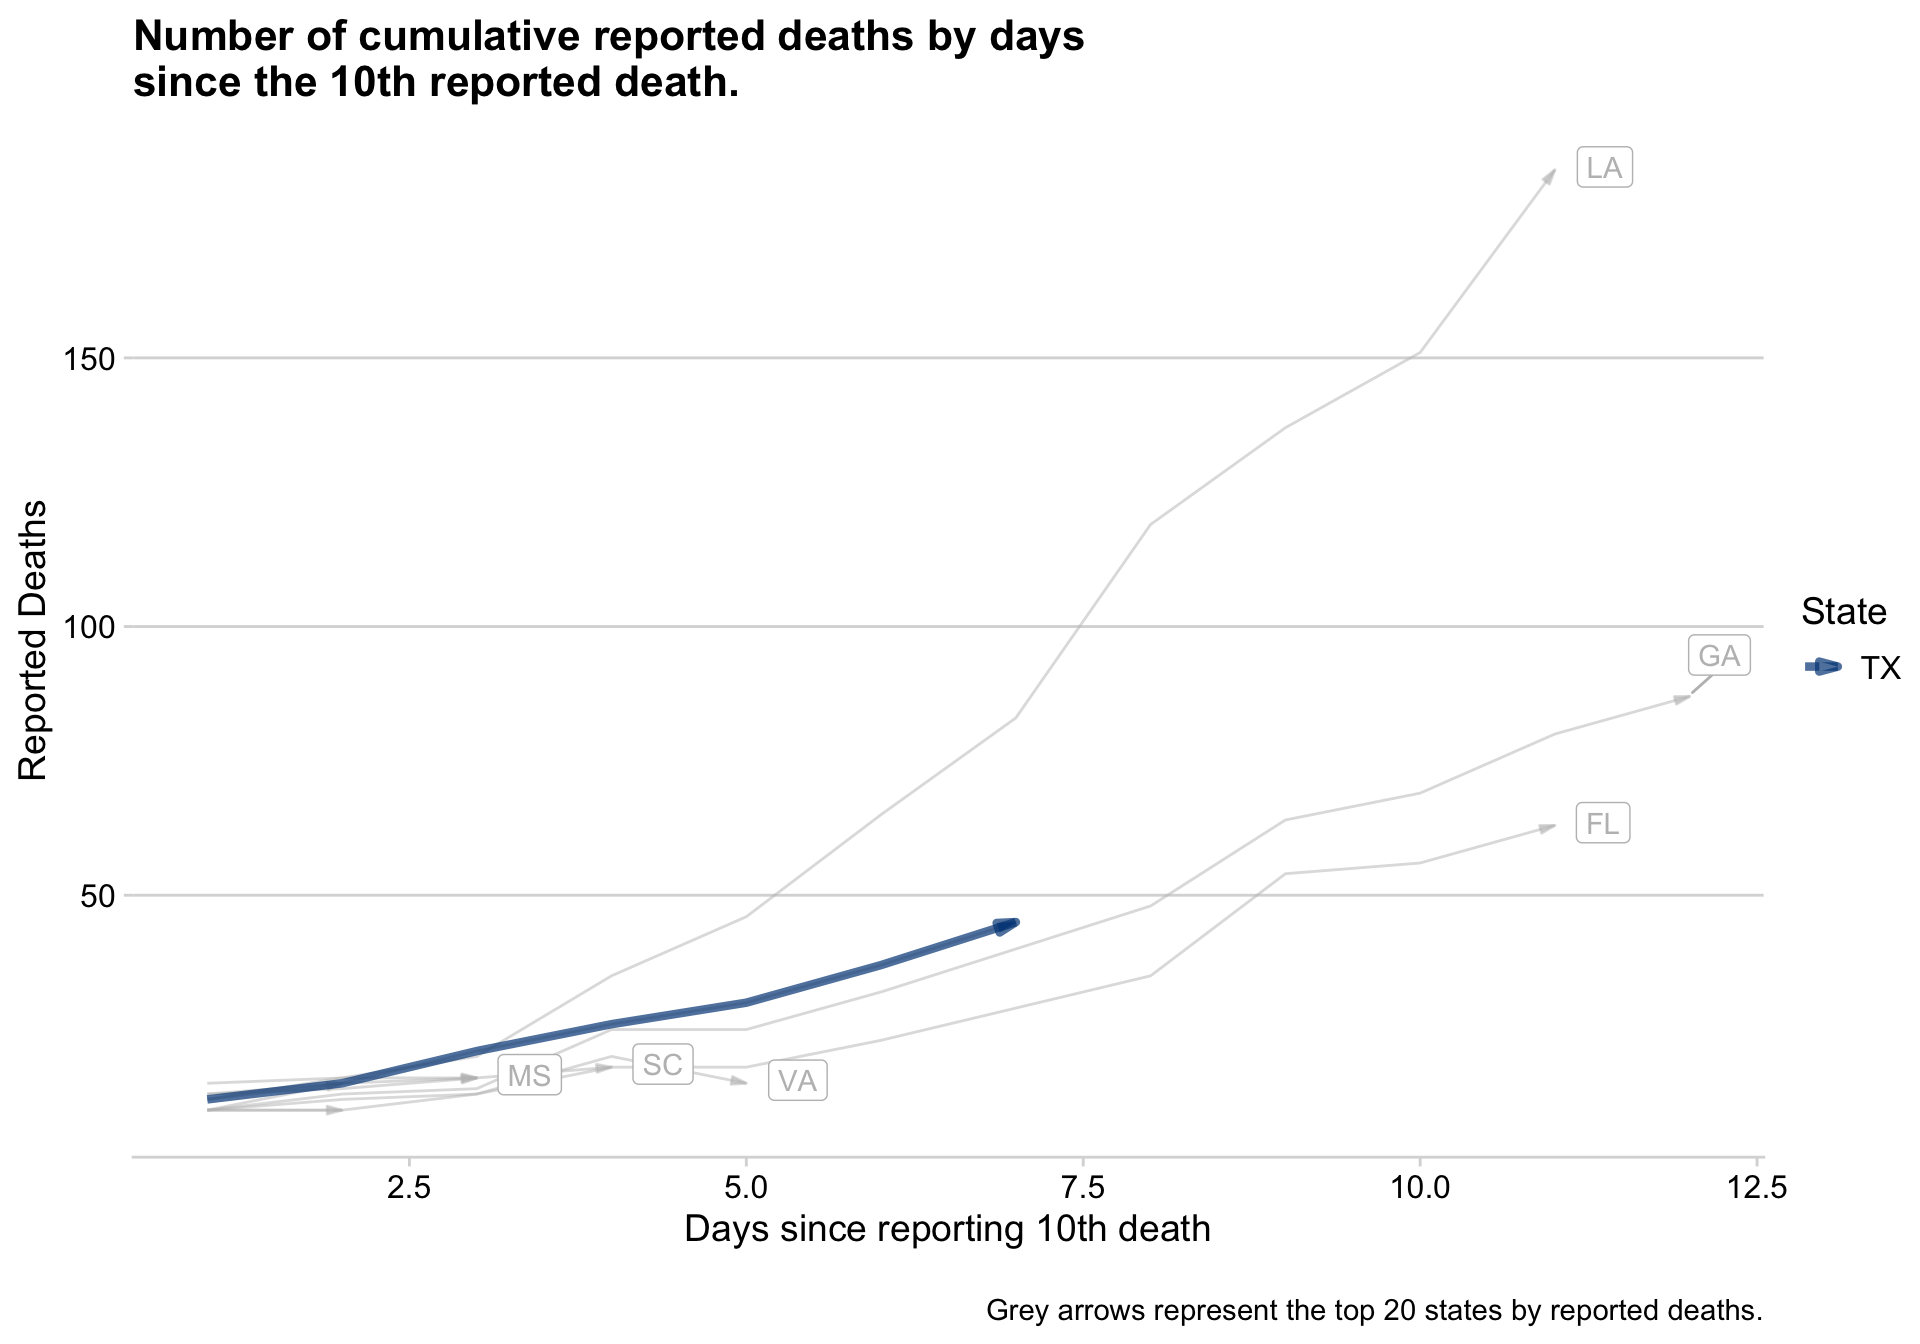 Number of cumulative reported deaths by days
since the 10th reported death.
LA
150
100
GA
FL
50
MS
SC
VA
Reported Deaths
State
TX
2.5
5.0
7.5
10.0
12.5
Days since reporting 10th death
Grey arrows represent the top 20 states by reported deaths.